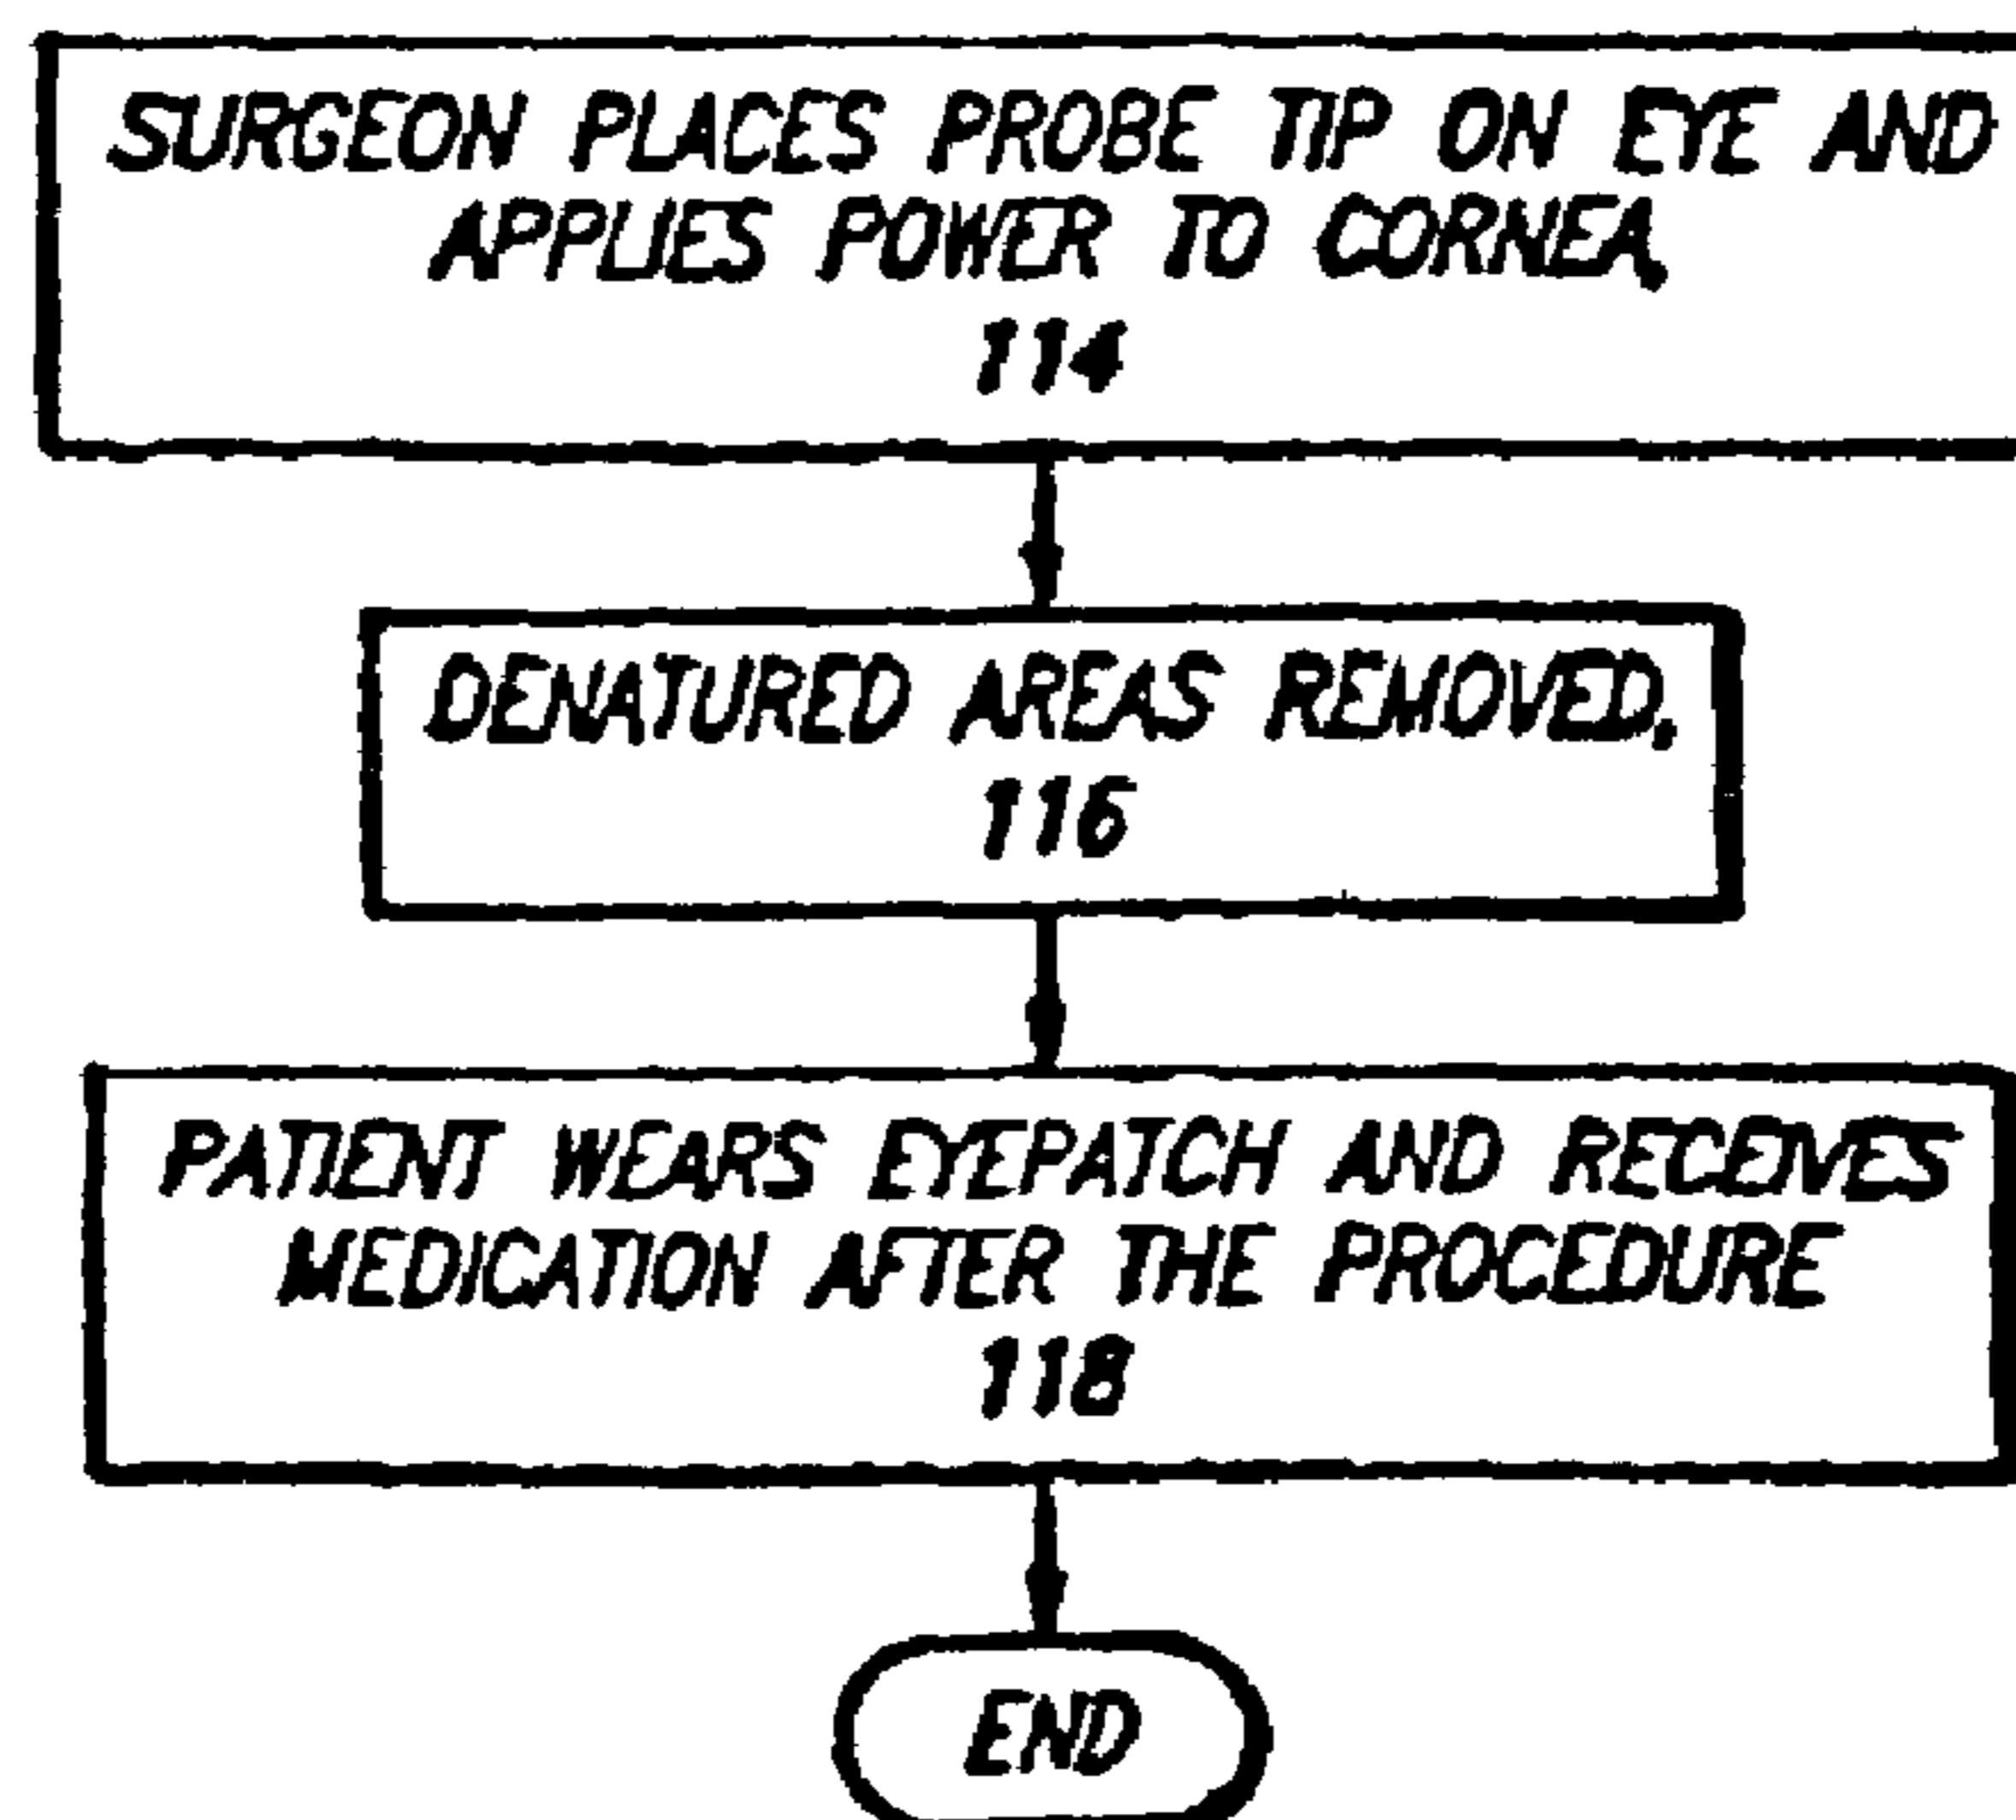 SURGEON PLACES PROBE TIP ON EYE AND
APPLIES POWER TO CORNEA,
114
DENATURED AREAS REMOVED,
116
PATIENT WEARS EYEPATCH AND RECEIVES
MEDICATION AFTER THE PROCEDURE
118
END